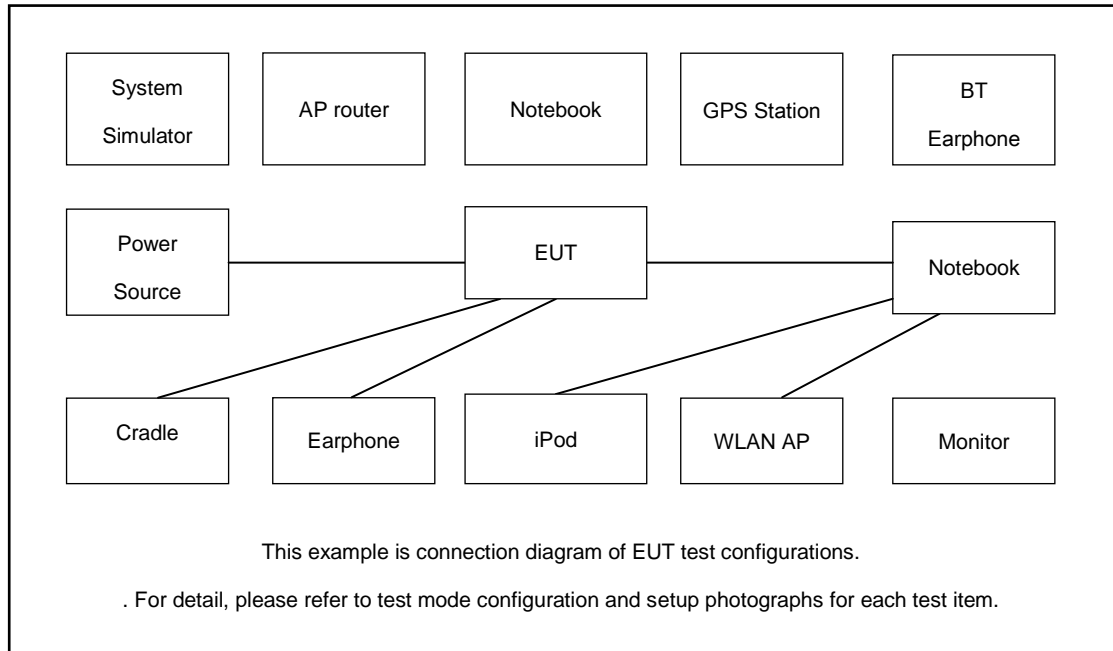 System
Simulator
AP router
Notebook
GPS Station
BT
Earphone
Power
Source
EUT
Notebook
Cradle
Earphone
iPod
WLAN AP
Monitor
This example is connection diagram of EUT test configurations.
. For detail, please refer to test mode configuration and setup photographs for each test item.